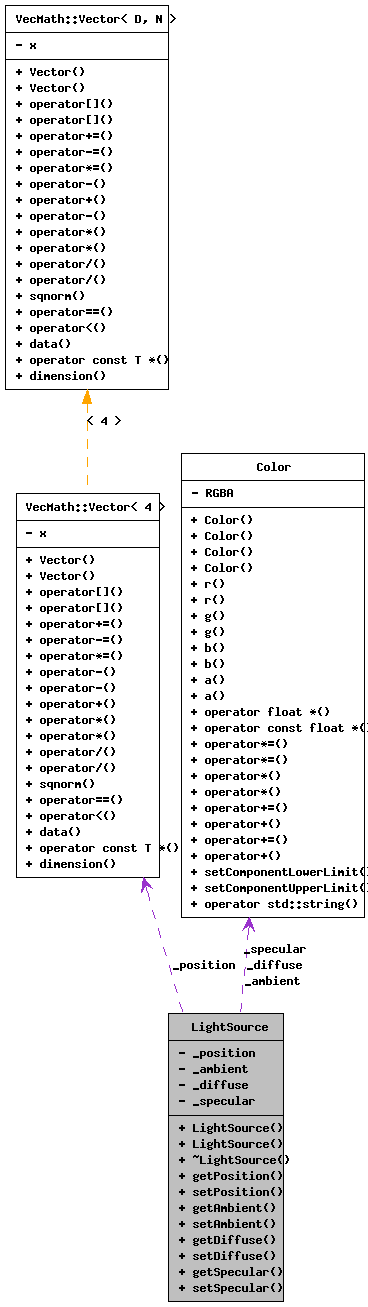 VecMath::Vector< D, N >
- x
+ Vector()
+ Vector()
+ operator[]()
+ operator[]()
+ operator+=()
+ operator-=()
+ operator*=()
+ operator-()
+ operator+()
+ operator-()
+ operator*()
+ operator*()
+ operator/()
+ operator/()
+ sqnorm()
+ operator==()
+ operator<()
+ data()
+ operator const T *()
+ dimension()
< 4 >
VecMath::Vector< 4 >
- x
+ Vector()
+ Vector()
+ operator[]()
+ operator[]()
+ operator+=()
+ operator-=()
+ operator*=()
+ operator-()
+ operator-()
+ operator+()
+ operator*()
+ operator*()
+ operator/()
+ operator/()
+ sqnorm()
+ operator==()
+ operator<()
+ data()
+ operator const T *()
+ dimension()
Color
- RGBA
+ Color()
+ Color()
+ Color()
+ Color()
+ r()
+ r()
+ g()
+ g()
+ b()
+ b()
+ a()
+ a()
+ operator float *()
+ operator const float *()
+ operator*=()
+ operator*=()
+ operator*()
+ operator*()
+ operator+=()
+ operator+()
+ operator+=()
+ operator+()
+ setComponentLowerLimit()
+ setComponentUpperLimit()
+ operator std::string()
_position
_specular
_diffuse
_ambient
LightSource
- _position
- _ambient
- _diffuse
- _specular
+ LightSource()
+ LightSource()
+ ~LightSource()
+ getPosition()
+ setPosition()
+ getAmbient()
+ setAmbient()
+ getDiffuse()
+ setDiffuse()
+ getSpecular()
+ setSpecular()